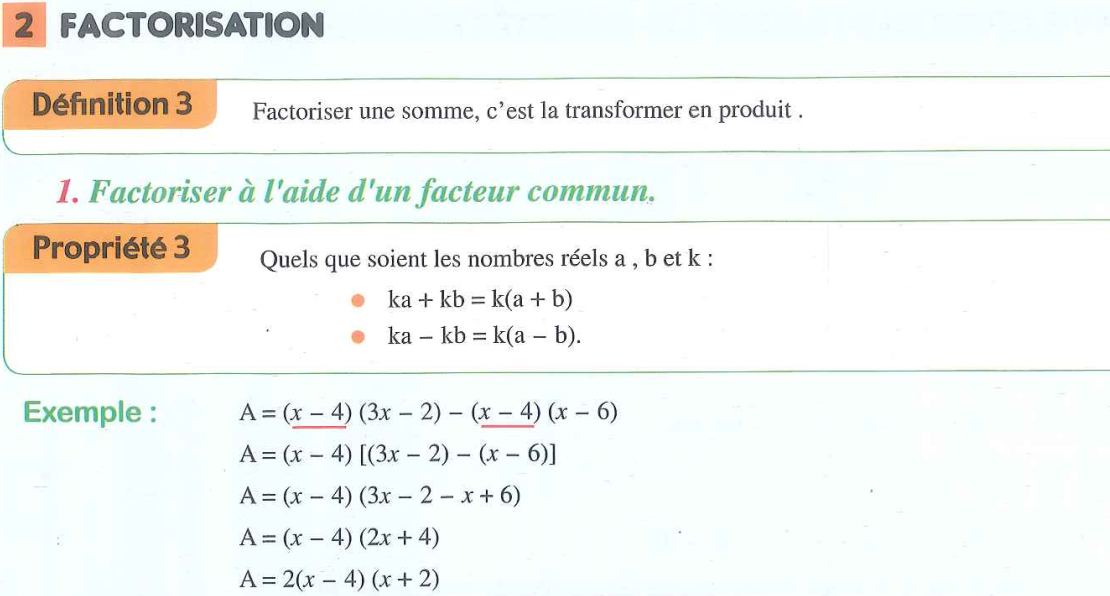 2 FACTORISATION
Définition 3
Factoriser une somme, c’est la transformer en produit .
1. Factoriser à l'aide d'un facteur commun.
Propriété 3
Quels que soient les nombres réels a , b et k :
● ka + kb = k(a + b)
● ka – kb = k(a – b).
Exemple :
A = (x – 4) (3x – 2) – (x – 4) (x – 6)
A = (x – 4) [(3x – 2) – (x – 6)]
A = (x – 4) (3x – 2 – x + 6)
A = (x – 4) (2x + 4)
A = 2(x – 4) (x + 2)